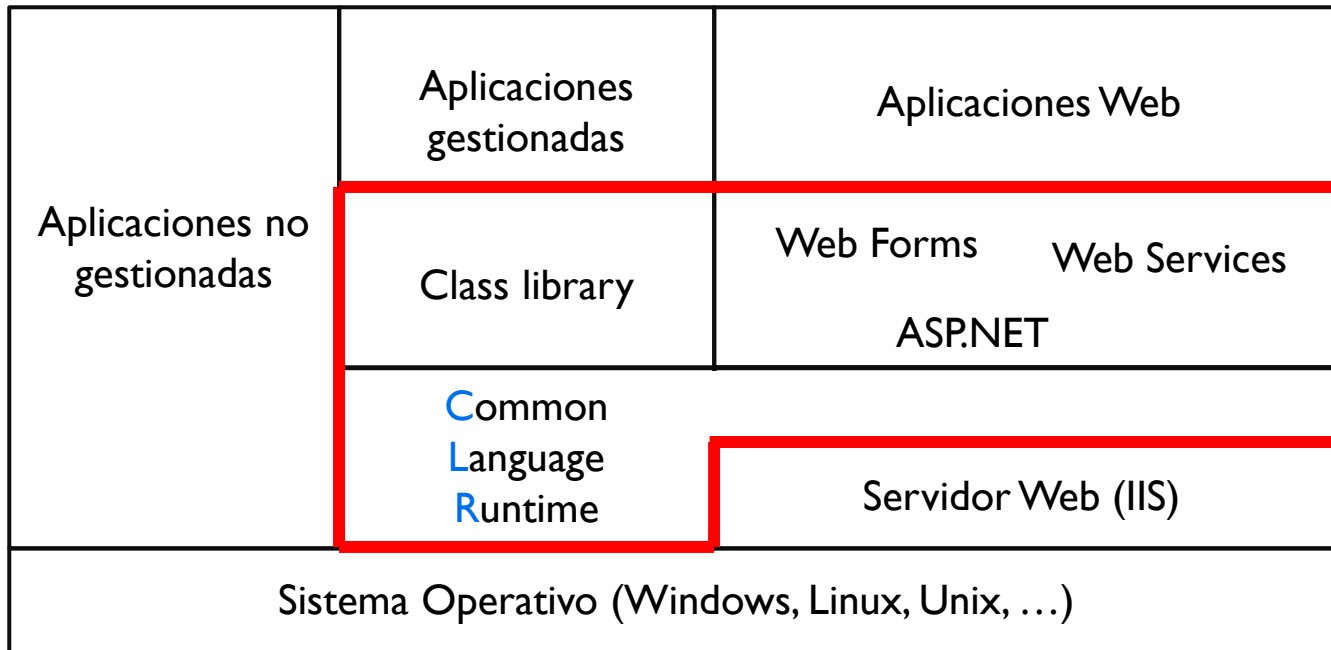 Aplicaciones
gestionadas
Aplicaciones Web
Aplicaciones no
gestionadas
Class library
Web Forms
Web Services
ASP.NET
Common
Language
Runtime
Servidor Web (IIS)
Sistema Operativo (Windows, Linux, Unix, …)